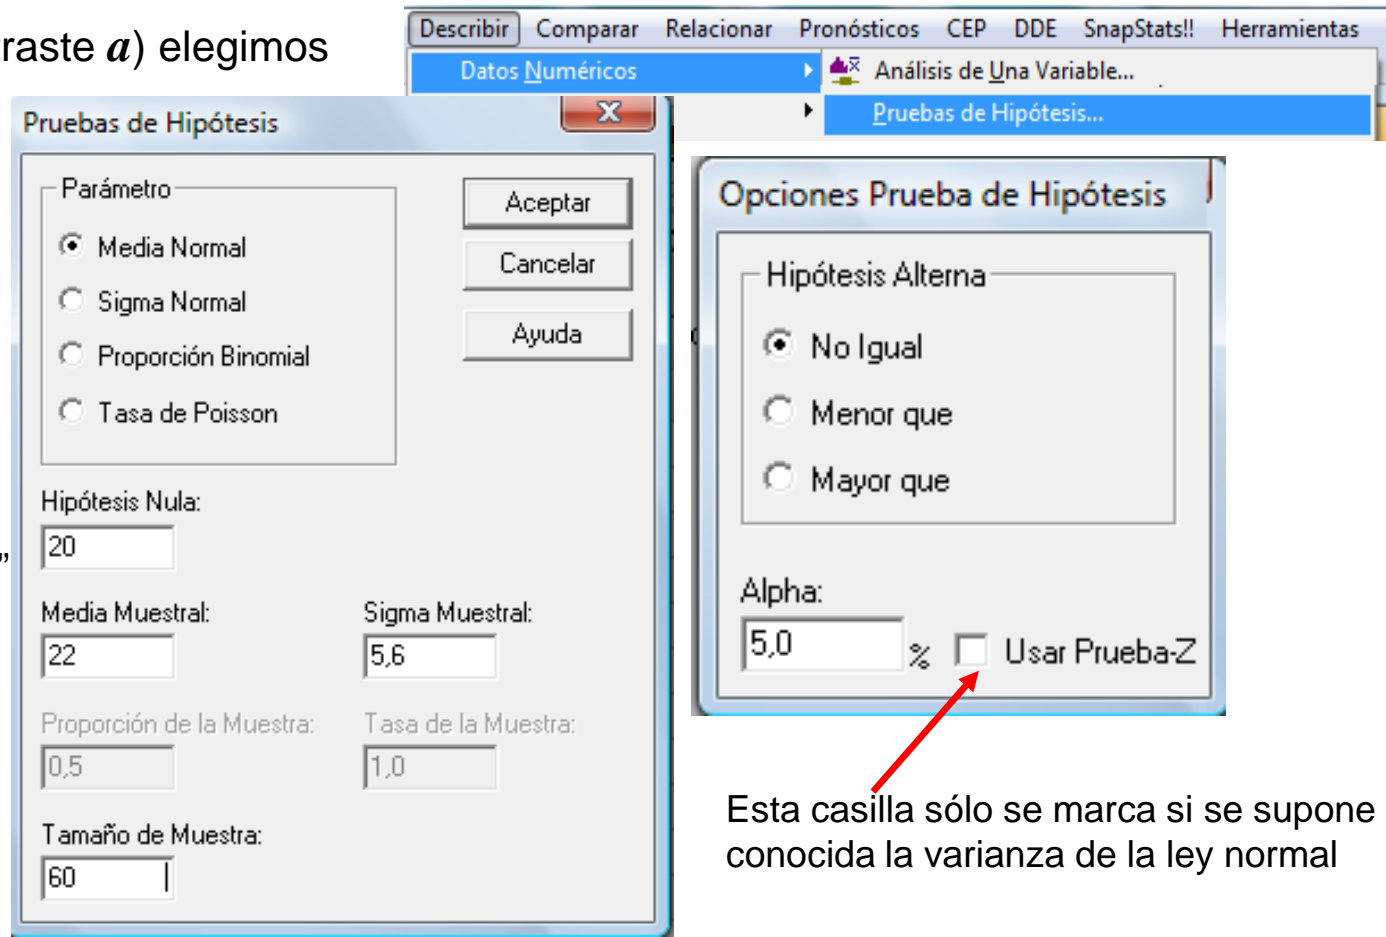 raste a) elegimos
Describir Comparar Relacionar Pronósticos CEP DDE SnapStats!! Herramientas
Datos Numéricos
Análisis de Una Variable...
Pruebas de Hipótesis...
Pruebas de Hipótesis
Parámetro
Media Normal
Sigma Normal
Proporción Binomial
Tasa de Poisson
Aceptar
Cancelar
Ayuda
Hipótesis Nula:
20
”
Media Muestral:
Sigma Muestral:
22
5,6
Proporción de la Muestra:
Tasa de la Muestra:
0,5
1,0
Tamaño de Muestra:
60
Opciones Prueba de Hipótesis
Hipótesis Alterna
No Igual
Menor que
Mayor que
Alpha:
5,0 % Usar Prueba-Z
Esta casilla sólo se marca si se supone
conocida la varianza de la ley normal